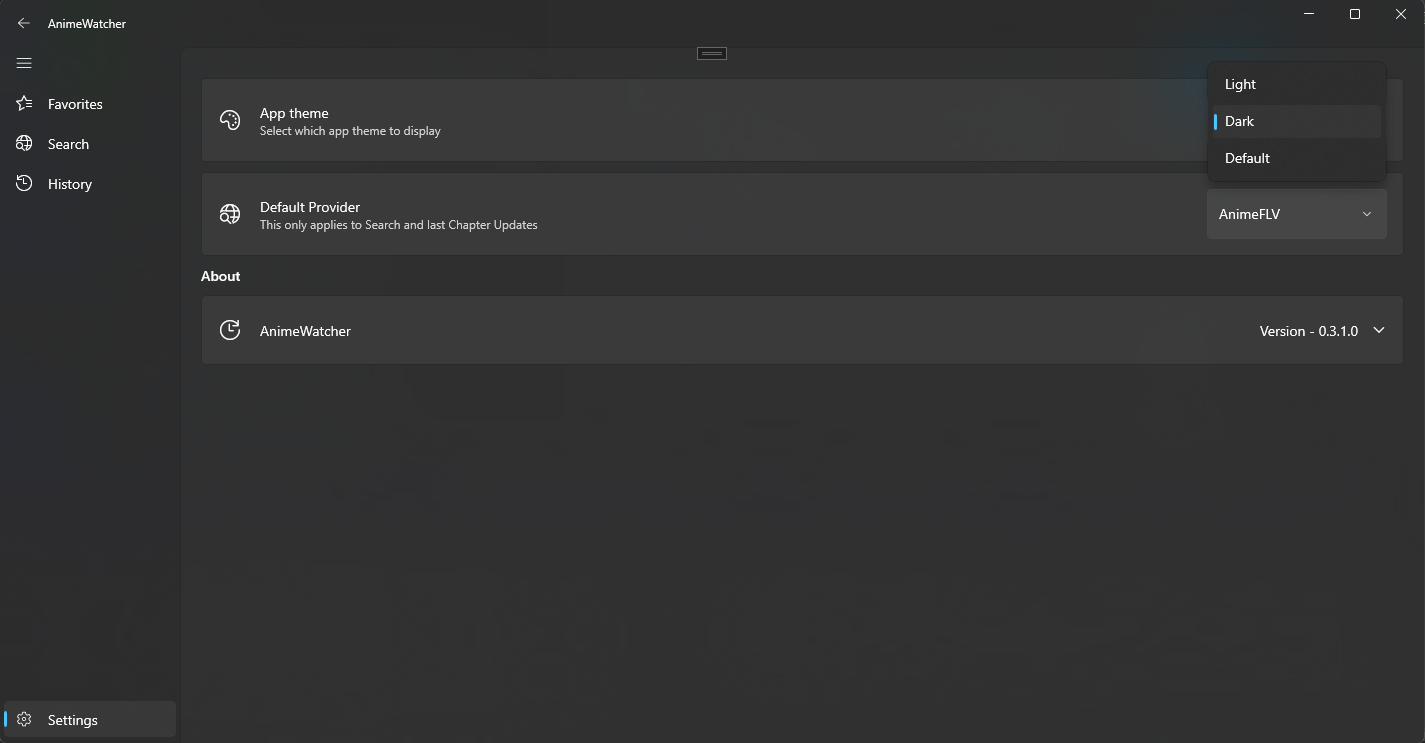 AnimeWatcher
Favorites
Search
History
App theme
Select which app theme to display
Light
Dark
Default
Default Provider
This only applies to Search and last Chapter Updates
AnimeFLV
About
AnimeWatcher
Version - 0.3.1.0
Settings